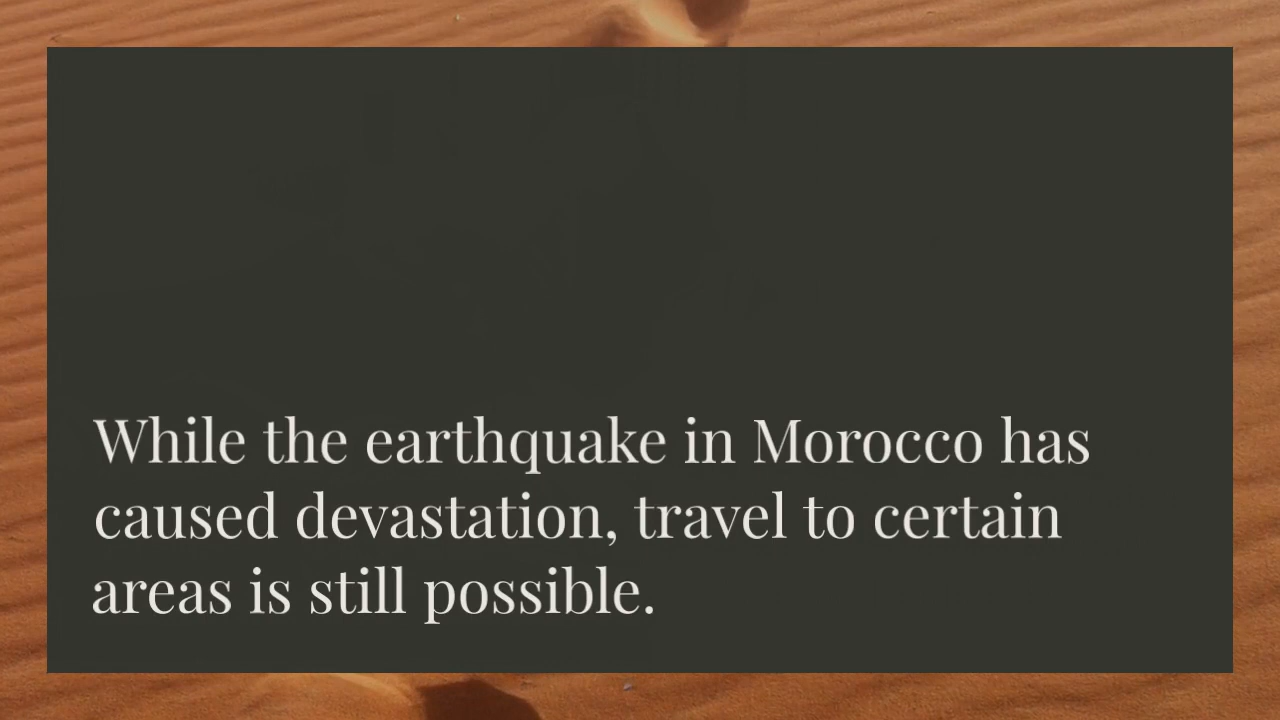 While the earthquake in Morocco has
caused devastation, travel to certain
areas is still possible.